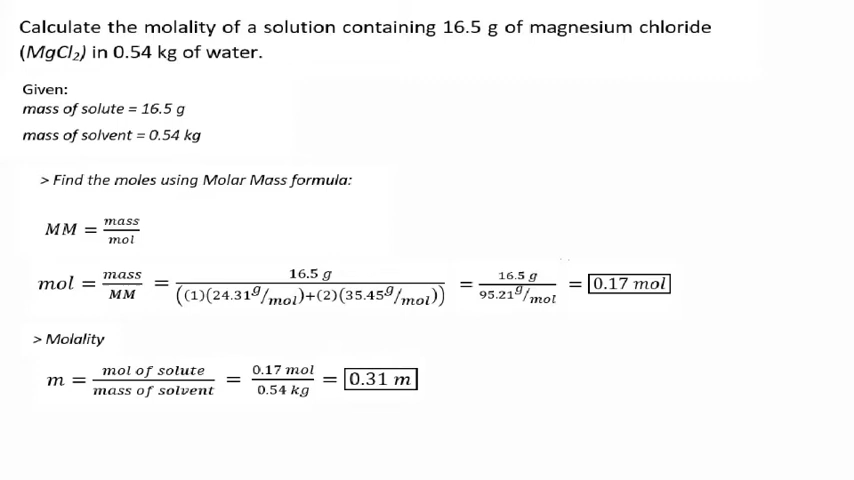 Calculate the molality of a solution containing 16.5 g of magnesium chloride
(MgCl₂) in 0.54 kg of water.
Given:
mass of solute = 16.5 g
mass of solvent = 0.54 kg
> Find the moles using Molar Mass formula:
MM = mass/mol
mol = mass/MM = 16.5 g/((1)(24.31 g/mol)+(2)(35.45 g/mol)) = 16.5 g/95.21 g/mol = 0.17 mol
> Molality
m = mol of solute/mass of solvent = 0.17 mol/0.54 kg = 0.31 m